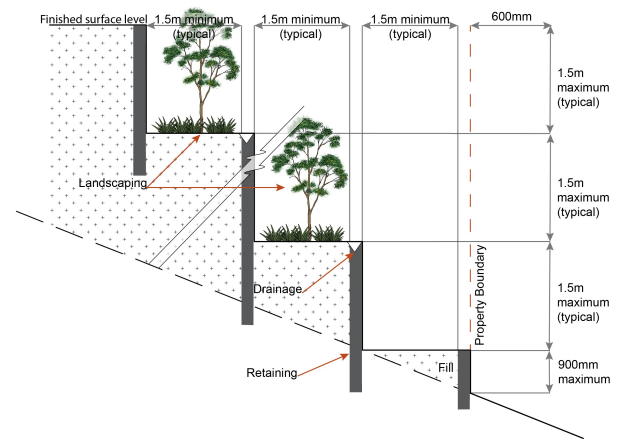 Finished surface level
1.5m minimum
(typical)
1.5m minimum
(typical)
1.5m minimum
(typical)
600mm
1.5m
maximum
(typical)
Landscaping
1.5m
maximum
(typical)
Drainage
Property Boundary
1.5m
maximum
(typical)
Retaining
Fill
900mm
maximum